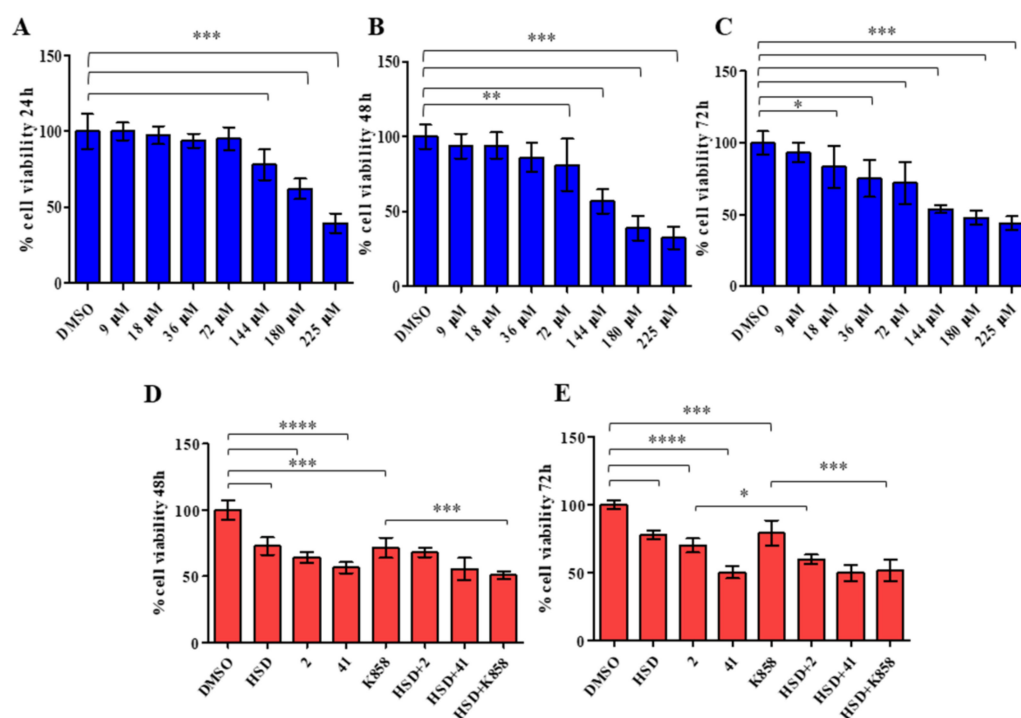 A
% cell viability 24h
150
100
50
0
***
DMSO
9 µM
18 µM
36 µM
72 µM
144 µM
180 µM
225 µM
B
% cell viability 48h
150
100
50
0
***
**
DMSO
9 µM
18 µM
36 µM
72 µM
144 µM
180 µM
225 µM
C
% cell viability 72h
150
100
50
0
***
*
DMSO
9 µM
18 µM
36 µM
72 µM
144 µM
180 µM
225 µM
D
% cell viability 48h
150
100
50
0
****
***
***
DMSO
HSD
2
41
K858
HSD+2
HSD+41
HSD+K858
E
% cell viability 72h
150
100
50
0
***
****
***
*
DMSO
HSD
2
41
K858
HSD+2
HSD+41
HSD+K858